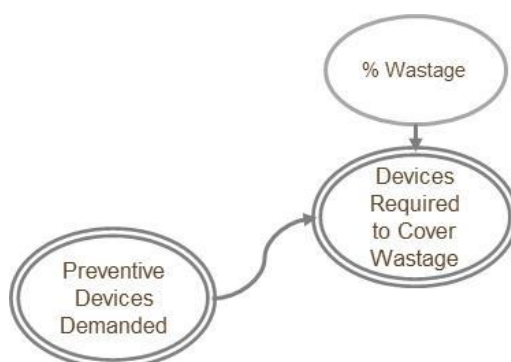 % Wastage
Devices
Required
to Cover
Wastage
Preventive
Devices
Demanded